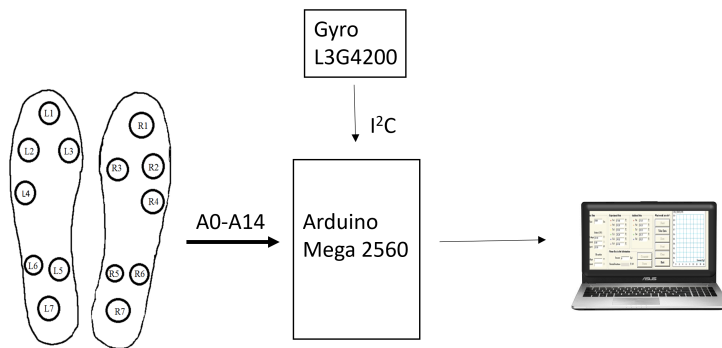 Gyro
L3G4200
I²C
L1
L2
L3
L4
L6
L5
L7
R1
R3
R2
R4
R5
R6
R7
A0-A14
Arduino
Mega 2560
ASUS